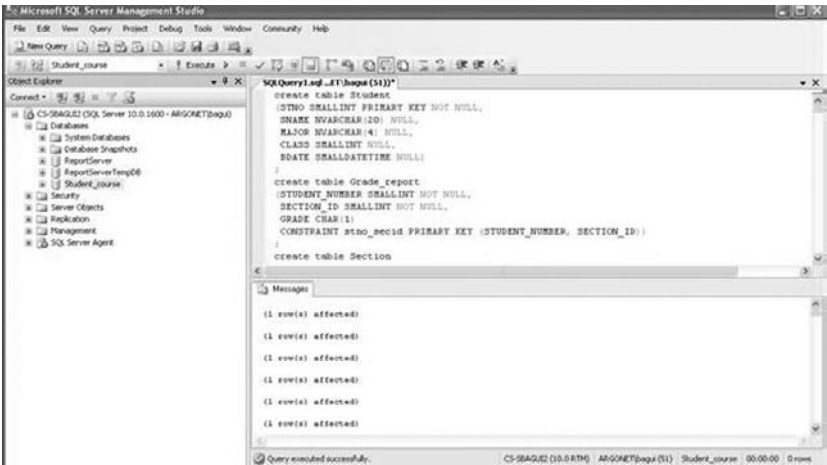 Microsoft SQL Server Management Studio
File Edit View Query Project Debug Tools Window Community Help
New Query
Student_course Execute
Object Explorer
Connect
CS-SBAGUI2 (SQL Server 10.0.1600 - ARGONET\bagui)
Databases
System Databases
Database Snapshots
ReportServer
ReportServerTempDB
Student_course
Security
Server Objects
Replication
Management
SQL Server Agent
SQLQuery1.sql ...ET\bagui (51))*
create table Student
(STNO SMALLINT PRIMARY KEY NOT NULL,
SNAME NVARCHAR(20) NULL,
MAJOR NVARCHAR(4) NULL,
CLASS SMALLINT NULL,
BDATE SMALLDATETIME NULL)
;
create table Grade_report
(STUDENT_NUMBER SMALLINT NOT NULL,
SECTION_ID SMALLINT NOT NULL,
GRADE CHAR(1)
CONSTRAINT stno_secid PRIMARY KEY (STUDENT_NUMBER, SECTION_ID))
;
create table Section
Messages
(1 row(s) affected)
(1 row(s) affected)
(1 row(s) affected)
(1 row(s) affected)
(1 row(s) affected)
(1 row(s) affected)
Query executed successfully. CS-SBAGUI2 (10.0 RTM) ARGONET\bagui (51) Student_course 00:00:00 0 rows